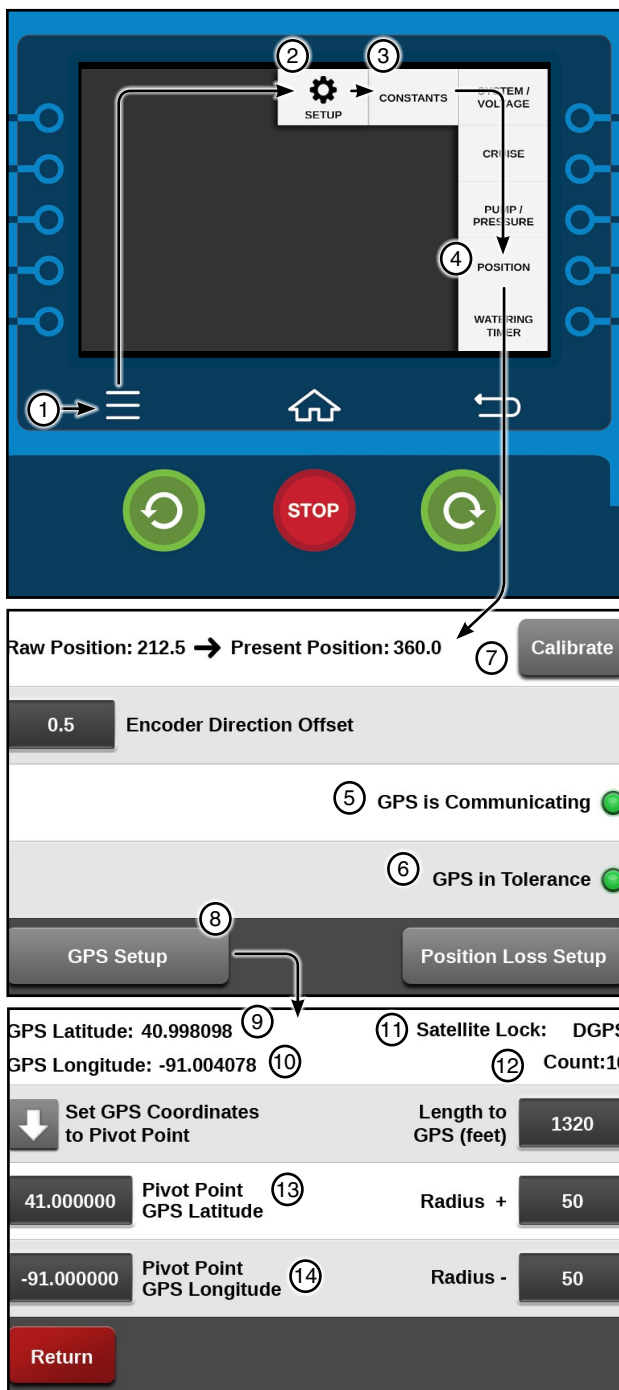 2
3
SETUP
CONSTANTS
SYSTEM /
VOLTAGE
CRUISE
PUMP /
PRESSURE
4
POSITION
WATERING
TIMER
1
STOP
Raw Position: 212.5 → Present Position: 360.0
7
Calibrate
0.5
Encoder Direction Offset
5
GPS is Communicating
6
GPS in Tolerance
8
GPS Setup
Position Loss Setup
GPS Latitude: 40.998098
9
11
Satellite Lock: DGPS
GPS Longitude: -91.004078
10
12
Count:10
Set GPS Coordinates
to Pivot Point
Length to
GPS (feet)
1320
41.000000
Pivot Point
GPS Latitude
13
Radius +
50
-91.000000
Pivot Point
GPS Longitude
14
Radius -
50
Return